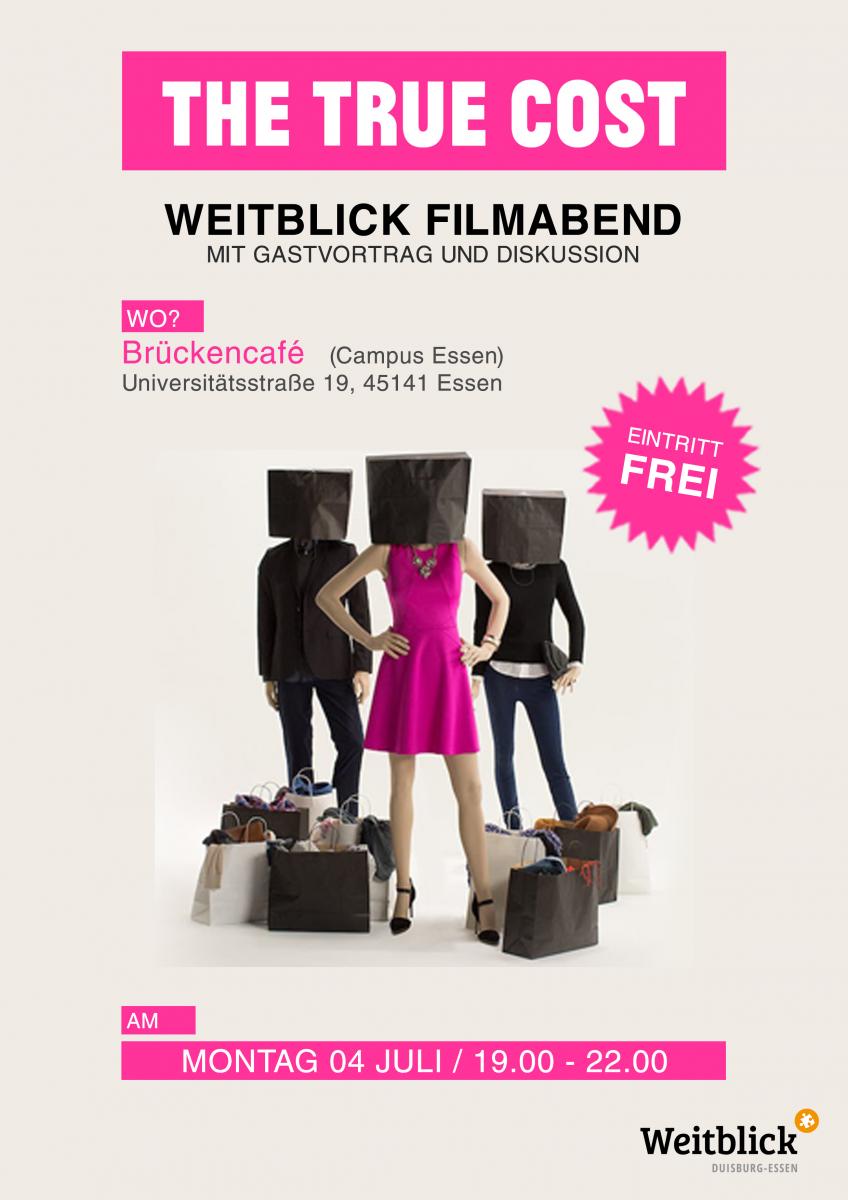 THE TRUE COST
WEITBLICK FILMABEND
MIT GASTVORTRAG UND DISKUSSION
WO?
Brückencafé (Campus Essen)
Universitätsstraße 19, 45141 Essen
EINTRITT
FREI
AM
MONTAG 04 JULI / 19.00 - 22.00
Weitblick
DUISBURG-ESSEN